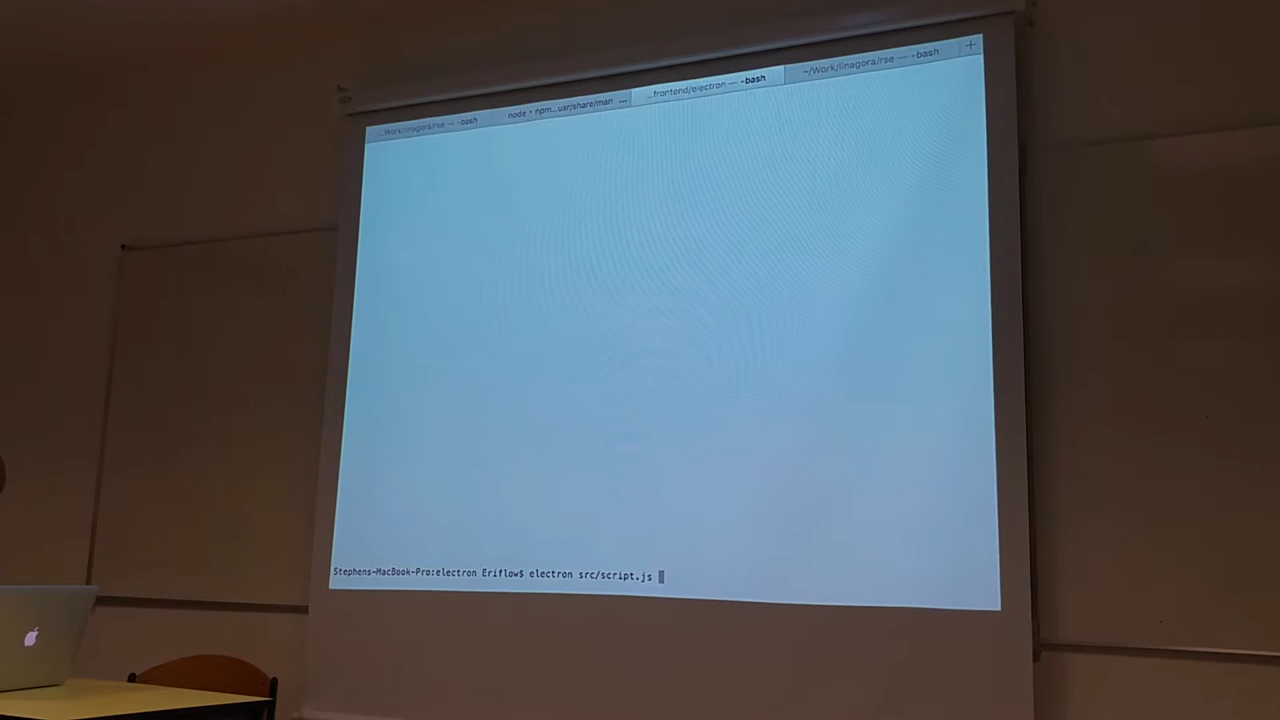 ...Work/linagora/rse — -bash
node • npm...usr/share/man ...
...frontend/electron — -bash
~/Work/linagora/rse — -bash +
Stephens-MacBook-Pro:electron Eriflow$ electron src/script.js